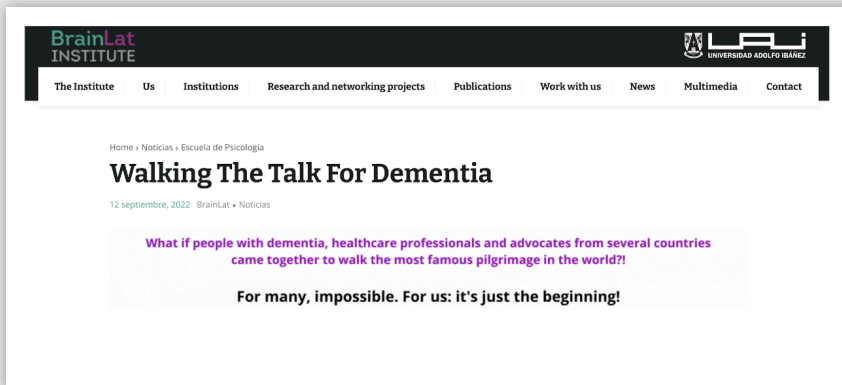 BrainLat
INSTITUTE
UNIVERSIDAD ADOLFO IBÁÑEZ
The Institute Us Institutions Research and networking projects Publications Work with us News Multimedia Contact
Home › Noticias › Escuela de Psicología
Walking The Talk For Dementia
12 septiembre, 2022 BrainLat • Noticias
What if people with dementia, healthcare professionals and advocates from several countries
came together to walk the most famous pilgrimage in the world?!
For many, impossible. For us: it's just the beginning!